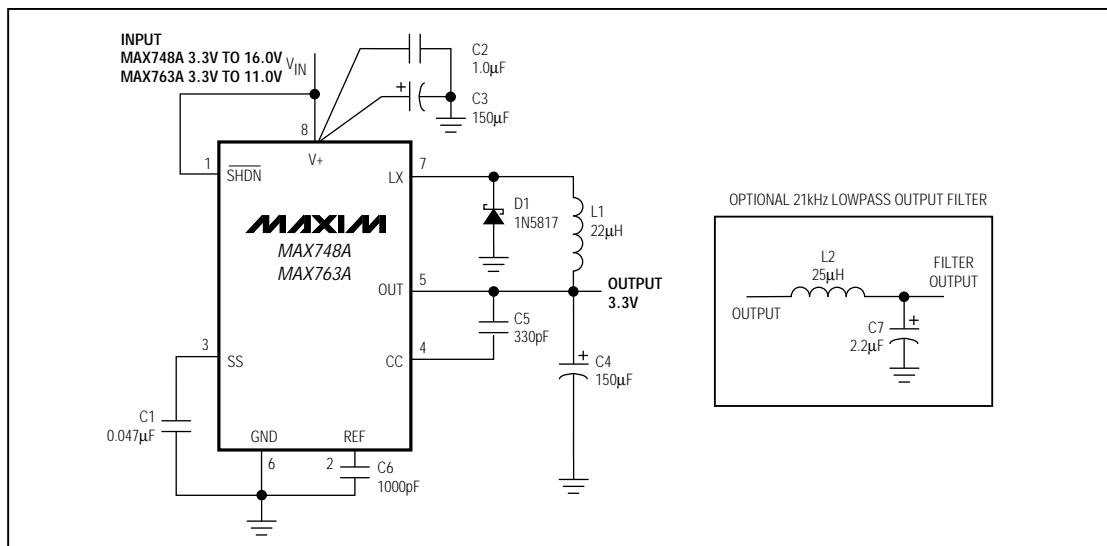 INPUT
MAX748A 3.3V TO 16.0V
MAX763A 3.3V TO 11.0V
VIN
C2
1.0µF
+
C3
150µF
8
V+
1
SHDN
LX
7
D1
1N5817
L1
22µH
MAXIM
MAX748A
MAX763A
OUT
5
OUTPUT
3.3V
C5
330pF
4
CC
+
C4
150µF
3
SS
C1
0.047µF
GND
REF
6
2
C6
1000pF
OPTIONAL 21kHz LOWPASS OUTPUT FILTER
L2
25µH
FILTER
OUTPUT
OUTPUT
+
C7
2.2µF